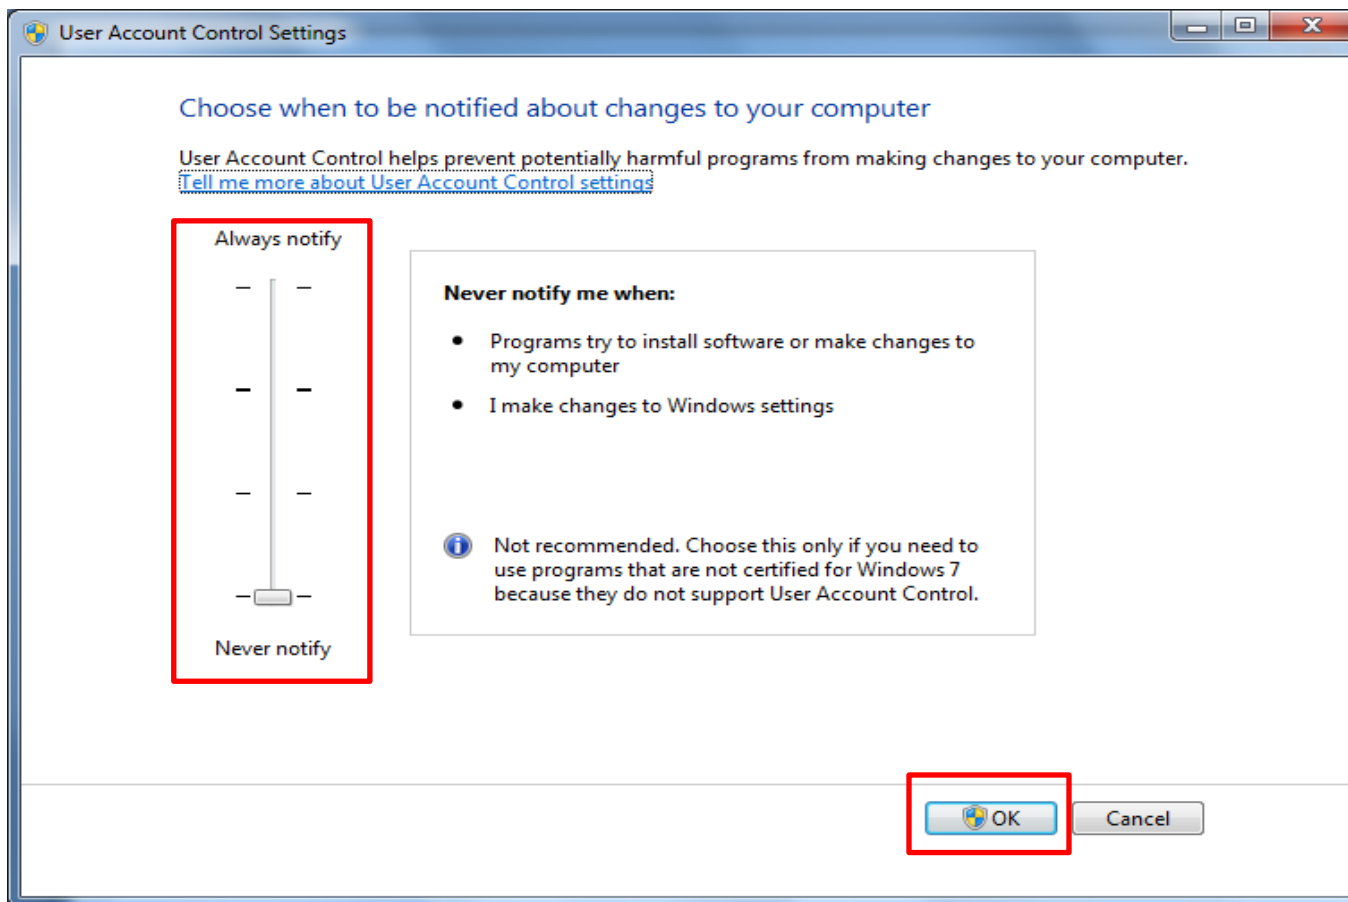 User Account Control Settings
Choose when to be notified about changes to your computer
User Account Control helps prevent potentially harmful programs from making changes to your computer.
Tell me more about User Account Control settings
Always notify
Never notify me when:
• Programs try to install software or make changes to
my computer
• I make changes to Windows settings
Not recommended. Choose this only if you need to
use programs that are not certified for Windows 7
because they do not support User Account Control.
Never notify
OK
Cancel